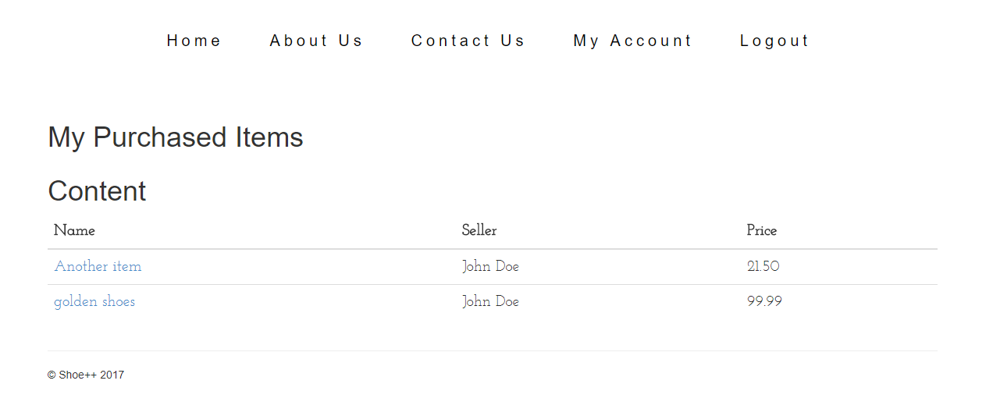 Home About Us Contact Us My Account Logout
My Purchased Items
Content
Name Seller Price
Another item John Doe 21.50
golden shoes John Doe 99.99
© Shoe++ 2017